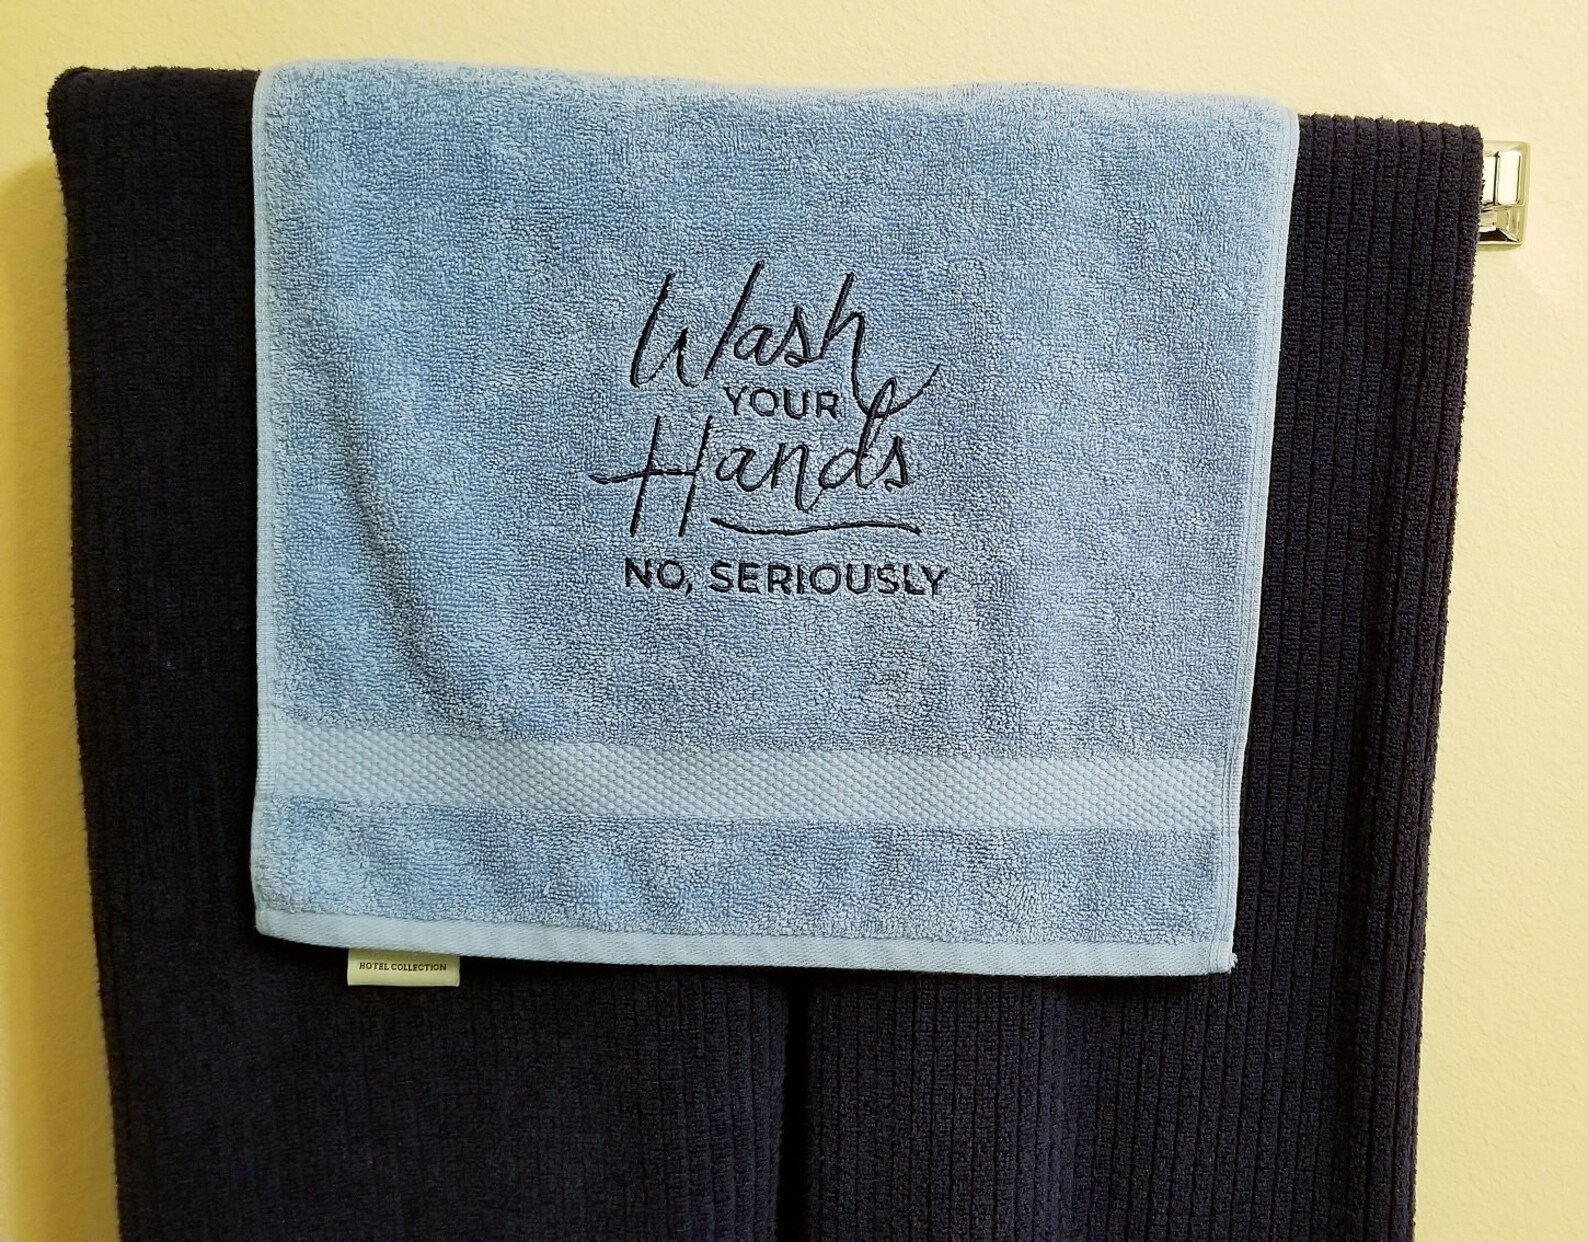 Wash
YOUR
Hands
NO, SERIOUSLY
HOTEL COLLECTION